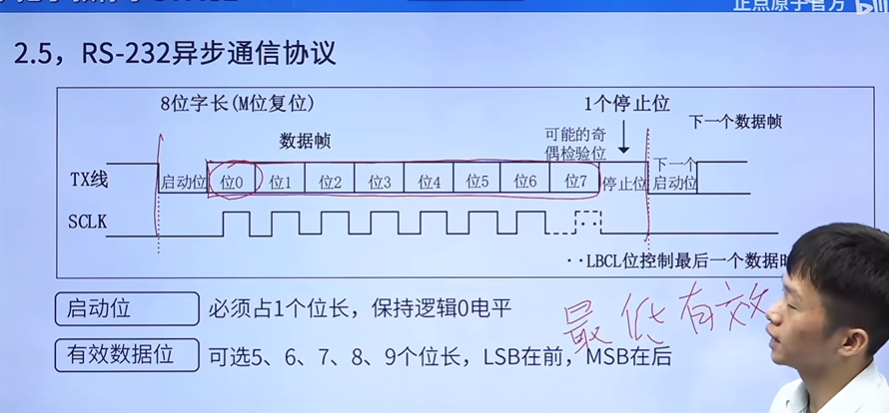 正点原子官方
2.5，RS-232异步通信协议
8位字长(M位复位)
1个停止位
数据帧
可能的奇
偶检验位
下一个数据帧
TX线
启动位 位0 位1 位2 位3 位4 位5 位6 位7 停止位
下一个
启动位
SCLK
··LBCL位控制最后一个数据时
最低有效
启动位 必须占1个位长，保持逻辑0电平
有效数据位 可选5、6、7、8、9个位长，LSB在前，MSB在后